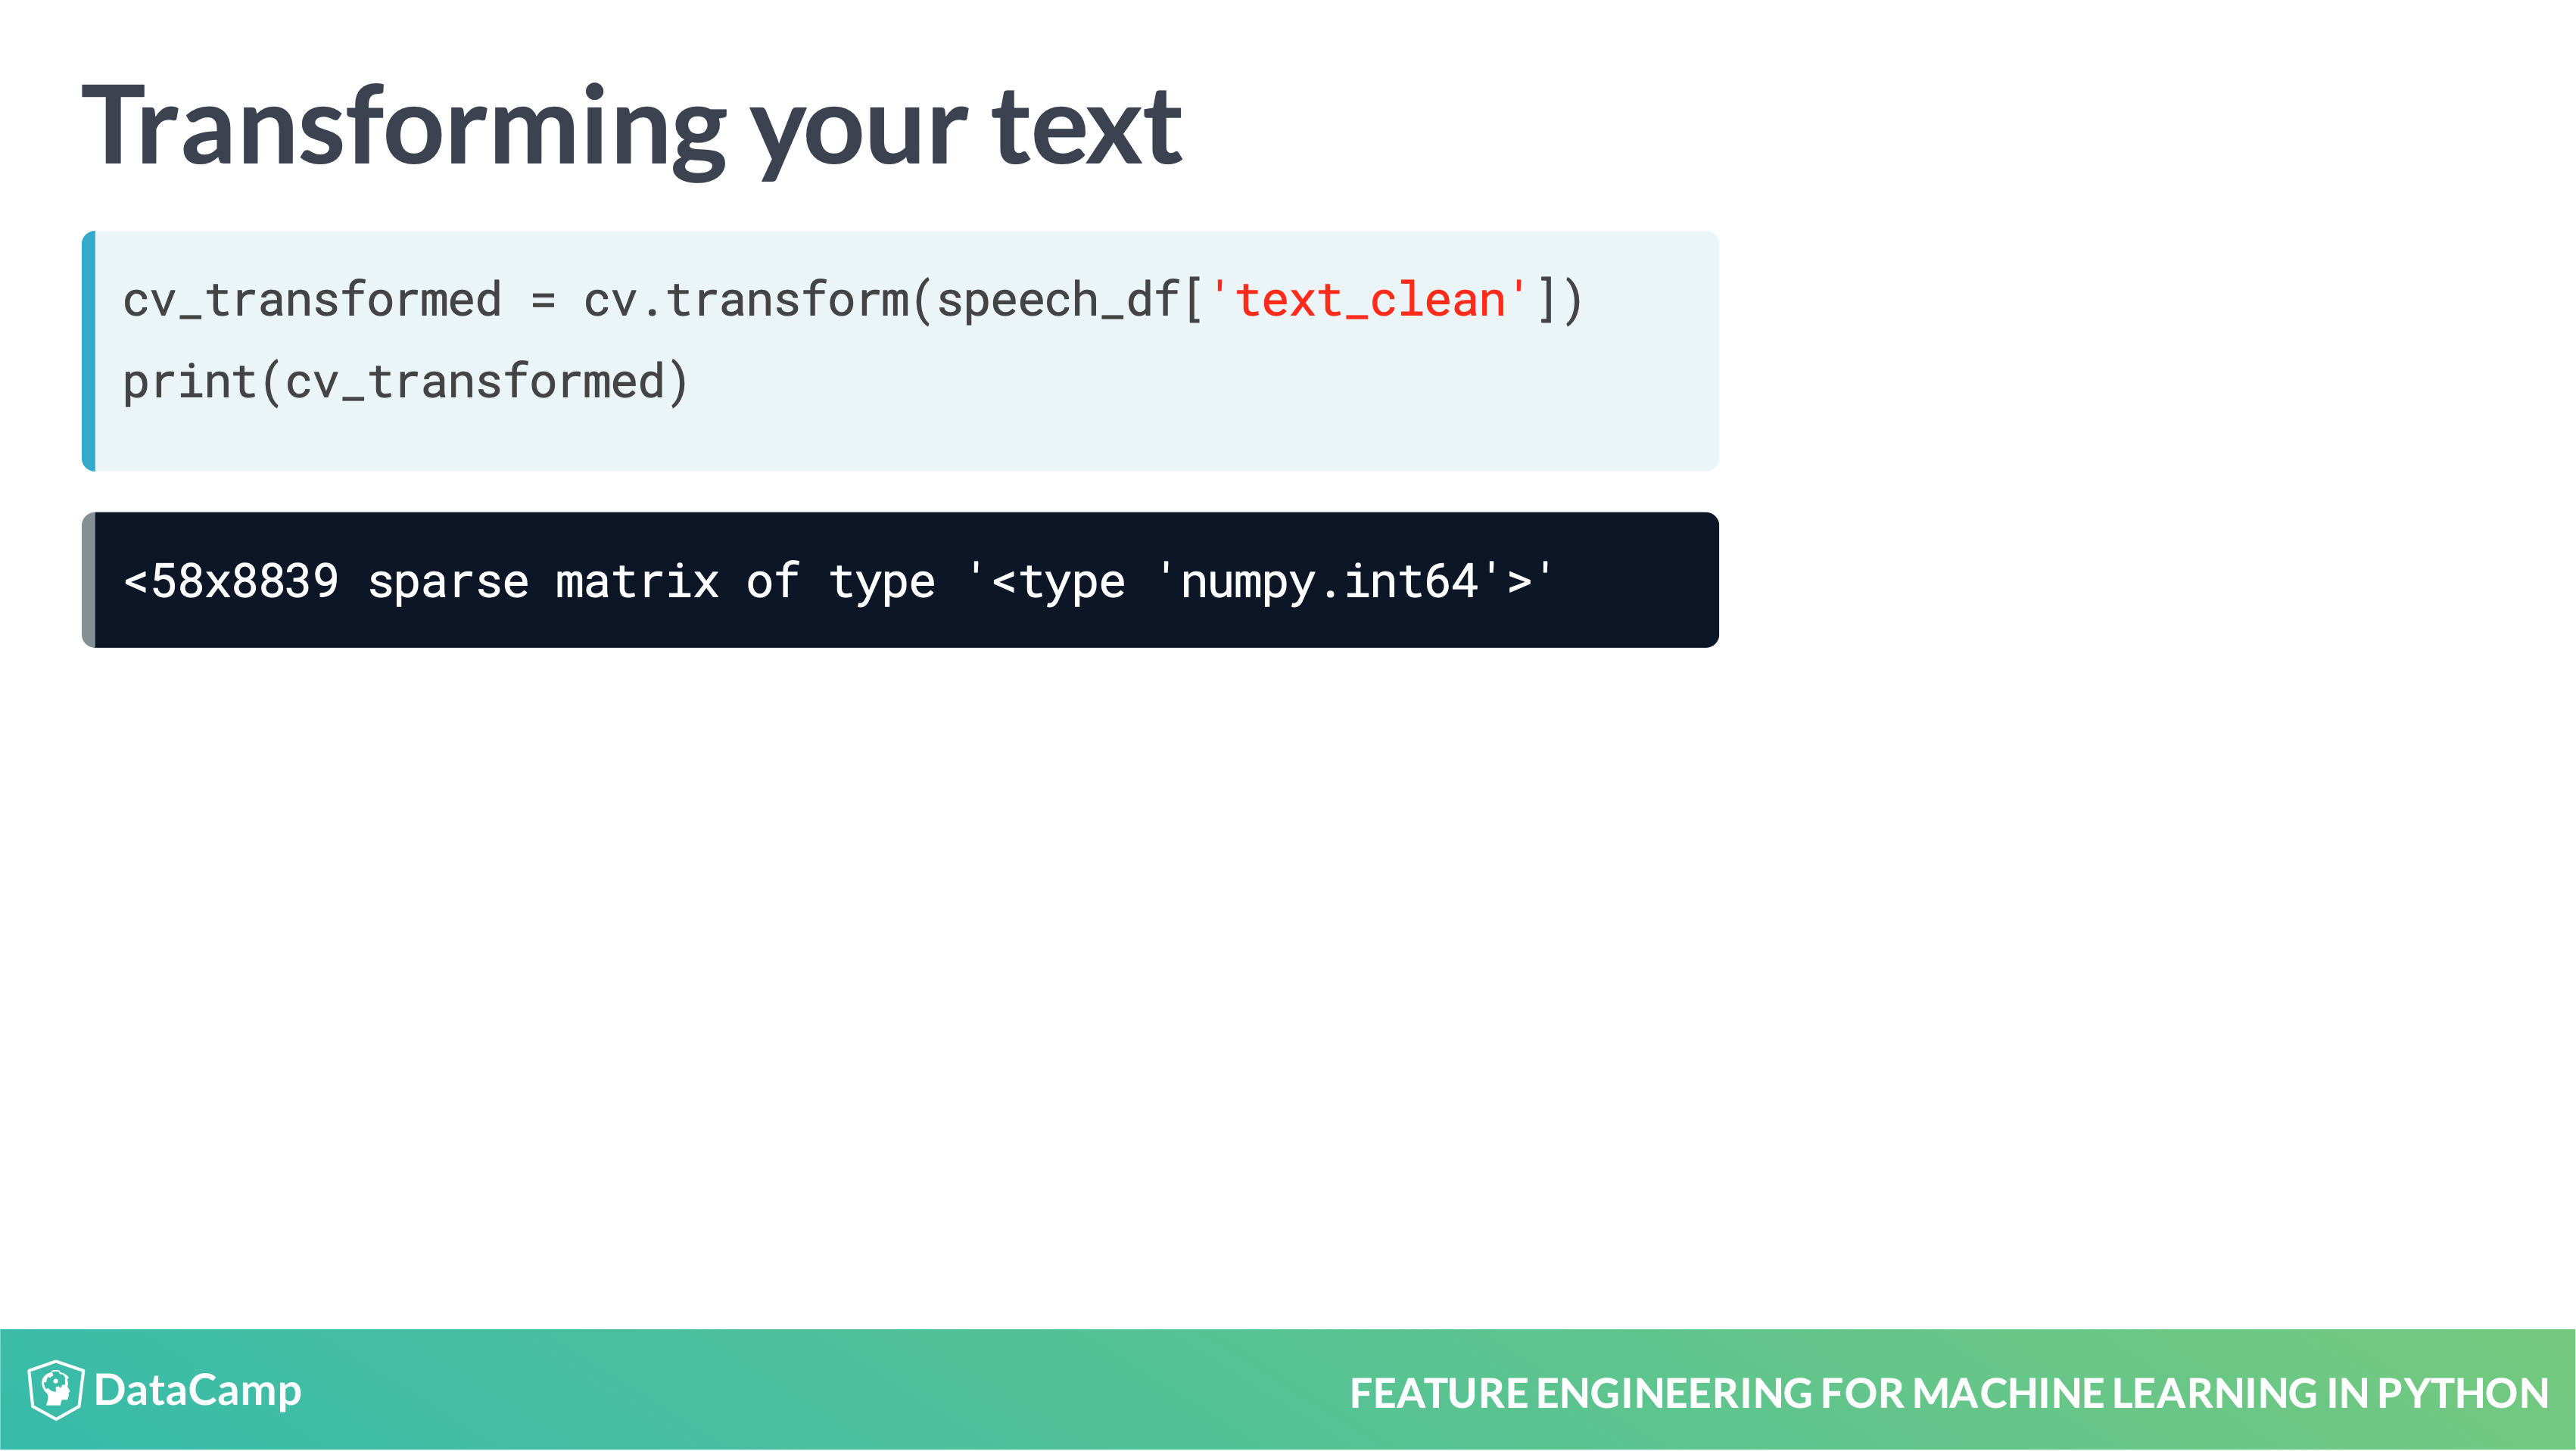 Transforming your text
cv_transformed = cv.transform(speech_df['text_clean'])
print(cv_transformed)
<58x8839 sparse matrix of type '<type 'numpy.int64'>'
DataCamp
FEATURE ENGINEERING FOR MACHINE LEARNING IN PYTHON